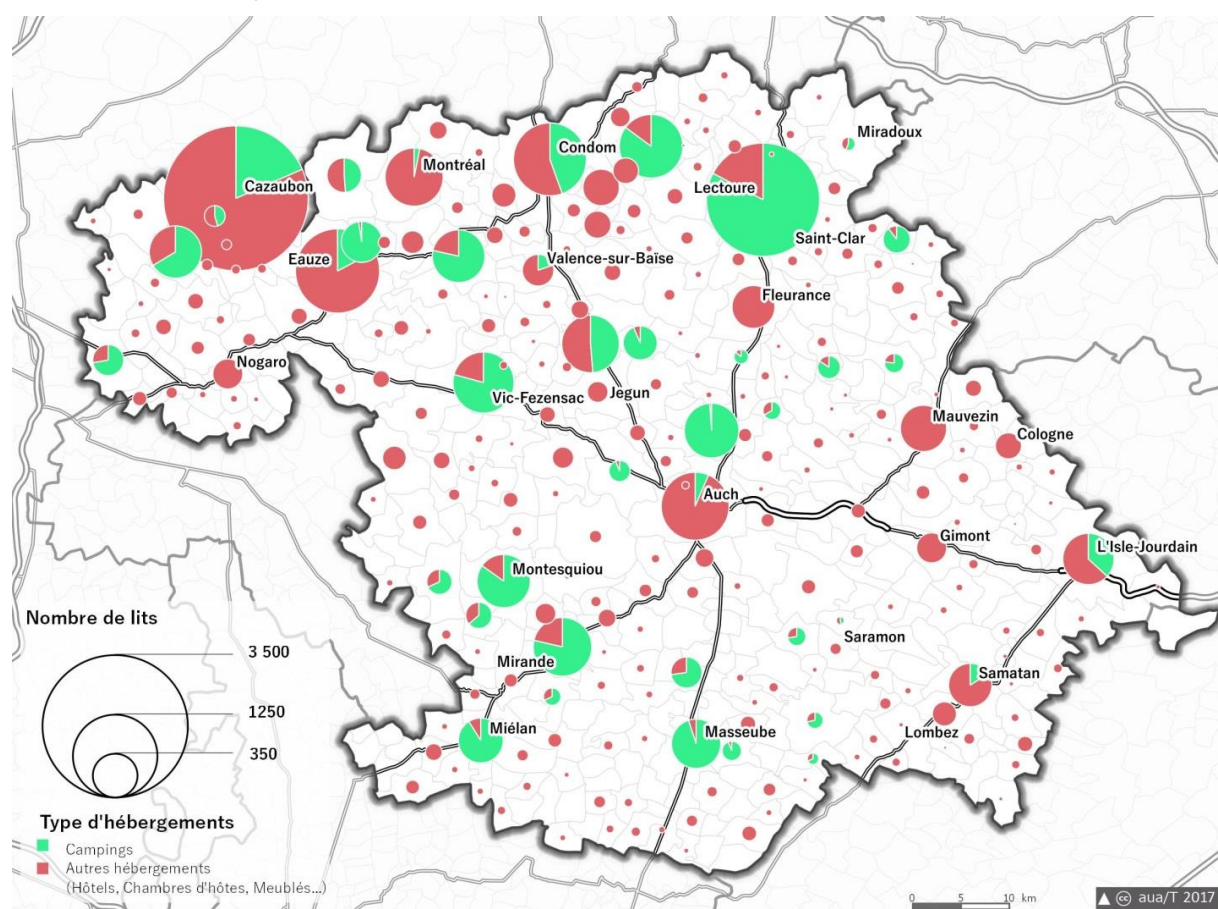 Miradoux
Condom
Montréal
Cazaubon
Lectoure
Saint-Clar
Eauze
Valence-sur-Baïse
Fleurance
Nogaro
Jegun
Vic-Fezensac
Mauvezin
Cologne
Auch
Gimont
L'Isle-Jourdain
Montesquiou
Saramon
Mirande
Samatan
Miélan
Masseube
Lombez
Nombre de lits
3 500
1250
350
Type d'hébergements
Campings
Autres hébergements
(Hôtels, Chambres d'hôtes, Meublés...)
0 5 10 km
cc aua/T 2017